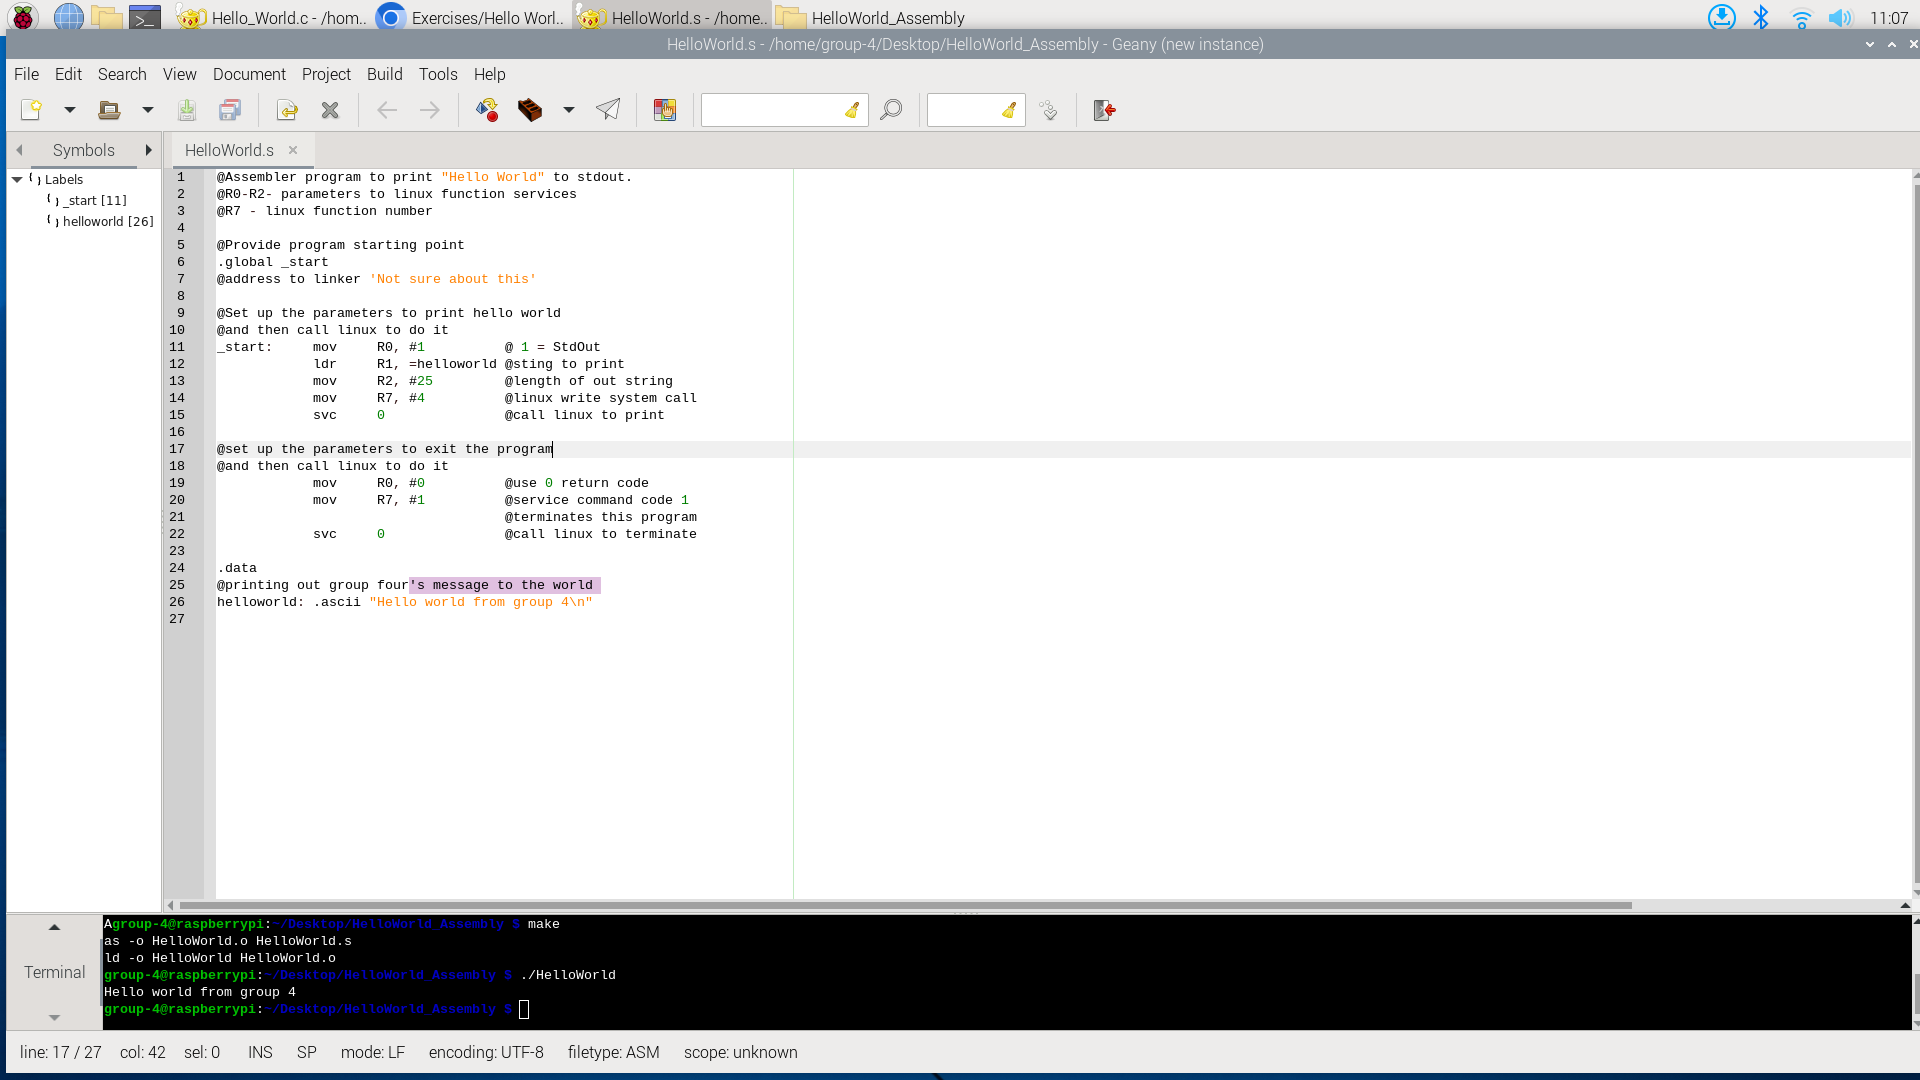 Hello_World.c - /hom..  Exercises/Hello Worl..  HelloWorld.s - /home..  HelloWorld_Assembly  11:07
HelloWorld.s - /home/group-4/Desktop/HelloWorld_Assembly - Geany (new instance)
File Edit Search View Document Project Build Tools Help
Symbols
Labels
_start [11]
helloworld [26]
HelloWorld.s
1 @Assembler program to print "Hello World" to stdout.
2 @R0-R2- parameters to linux function services
3 @R7 - linux function number
4
5 @Provide program starting point
6 .global _start
7 @address to linker 'Not sure about this'
8
9 @Set up the parameters to print hello world
10 @and then call linux to do it
11 _start:     mov     R0, #1          @ 1 = StdOut
12             ldr     R1, =helloworld @sting to print
13             mov     R2, #25         @length of out string
14             mov     R7, #4          @linux write system call
15             svc     0               @call linux to print
16
17 @set up the parameters to exit the program
18 @and then call linux to do it
19             mov     R0, #0          @use 0 return code
20             mov     R7, #1          @service command code 1
21                                     @terminates this program
22             svc     0               @call linux to terminate
23
24 .data
25 @printing out group four's message to the world
26 helloworld: .ascii "Hello world from group 4\n"
27
Terminal
Agroup-4@raspberrypi:~/Desktop/HelloWorld_Assembly $ make
as -o HelloWorld.o HelloWorld.s
ld -o HelloWorld HelloWorld.o
group-4@raspberrypi:~/Desktop/HelloWorld_Assembly $ ./HelloWorld
Hello world from group 4
group-4@raspberrypi:~/Desktop/HelloWorld_Assembly $
line: 17 / 27  col: 42  sel: 0  INS  SP  mode: LF  encoding: UTF-8  filetype: ASM  scope: unknown